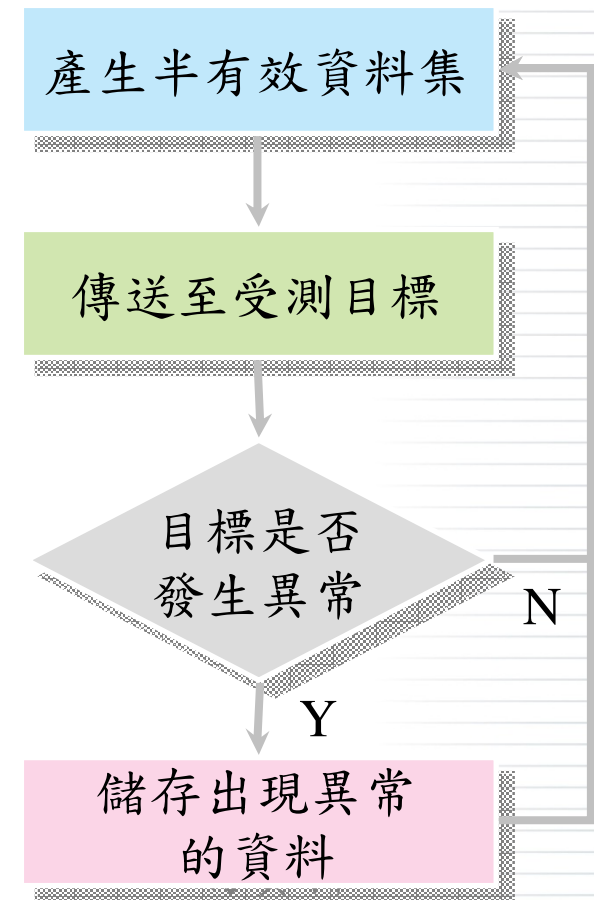 產生半有效資料集
傳送至受測目標
目標是否
發生異常
N
Y
儲存出現異常
的資料